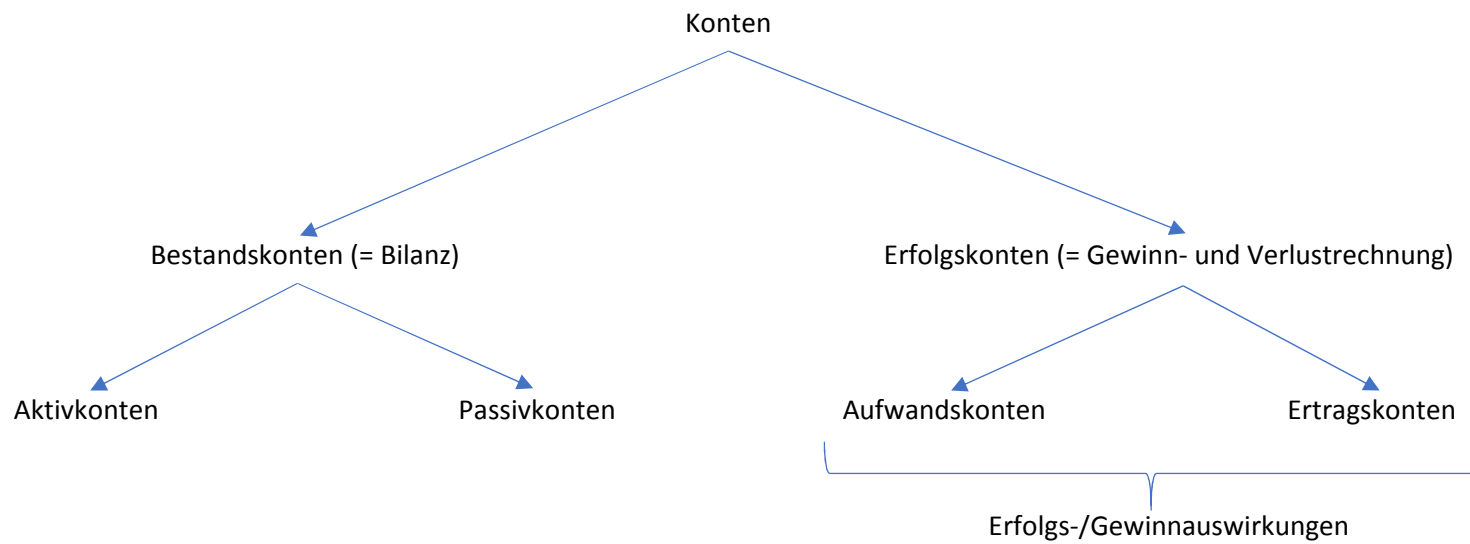 Konten
Bestandskonten (= Bilanz)
Erfolgskonten (= Gewinn- und Verlustrechnung)
Aktivkonten
Passivkonten
Aufwandskonten
Ertragskonten
Erfolgs-/Gewinnauswirkungen